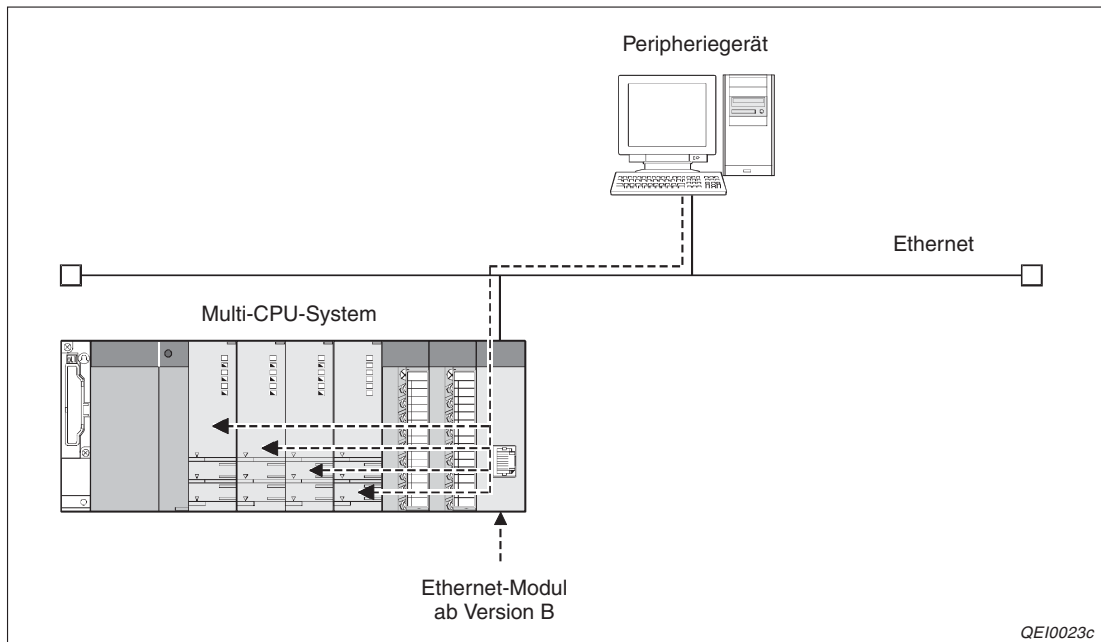 Peripheriegerät
Ethernet
Multi-CPU-System
Ethernet-Modul
ab Version B
QEI0023c